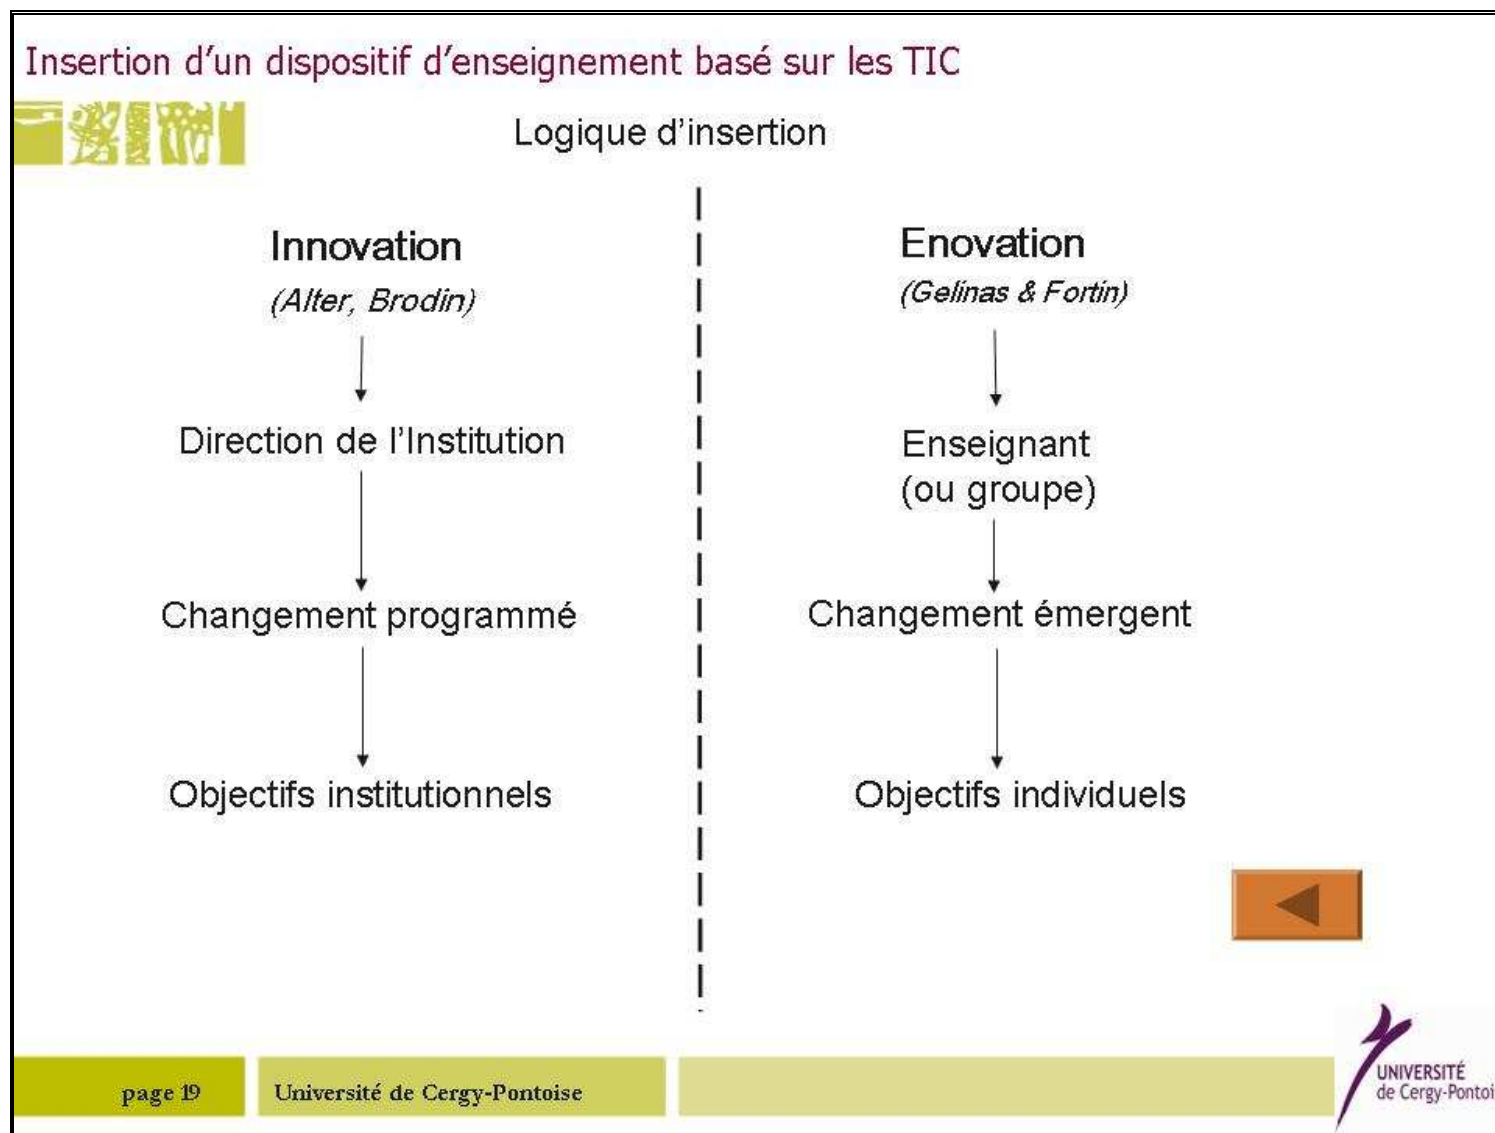 Insertion d'un dispositif d'enseignement basé sur les TIC
Logique d'insertion
Innovation
(Alter, Brodin)
Direction de l'Institution
Changement programmé
Objectifs institutionnels
Enovation
(Gelinas & Fortin)
Enseignant
(ou groupe)
Changement émergent
Objectifs individuels
page 19
Université de Cergy-Pontoise
UNIVERSITÉ
de Cergy-Pontoi